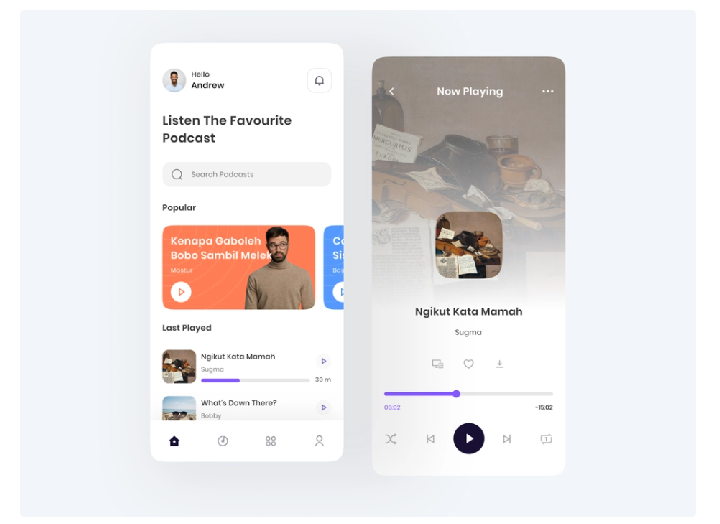 Hello
Andrew
Listen The Favourite
Podcast
Search Podcasts
Popular
Kenapa Gaboleh
Bobo Sambil Melek
Mastur
Co
Si
Bo
Last Played
Ngikut Kata Mamah
Sugma
30 m
What's Down There?
Bobby
Now Playing
Ngikut Kata Mamah
Sugma
05:02
-15:02